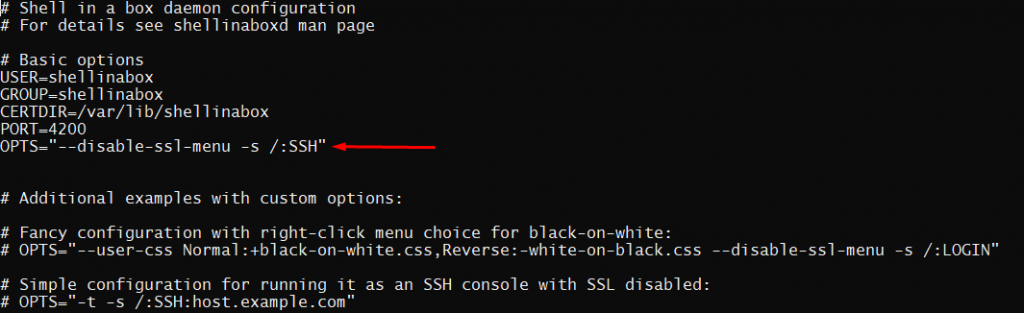 # Shell in a box daemon configuration
# For details see shellinaboxd man page
# Basic options
USER=shellinabox
GROUP=shellinabox
CERTDIR=/var/lib/shellinabox
PORT=4200
OPTS="--disable-ssl-menu -s /:SSH"
# Additional examples with custom options:
# Fancy configuration with right-click menu choice for black-on-white:
# OPTS="--user-css Normal:+black-on-white.css,Reverse:-white-on-black.css --disable-ssl-menu -s /:LOGIN"
# Simple configuration for running it as an SSH console with SSL disabled:
# OPTS="-t -s /:SSH:host.example.com"